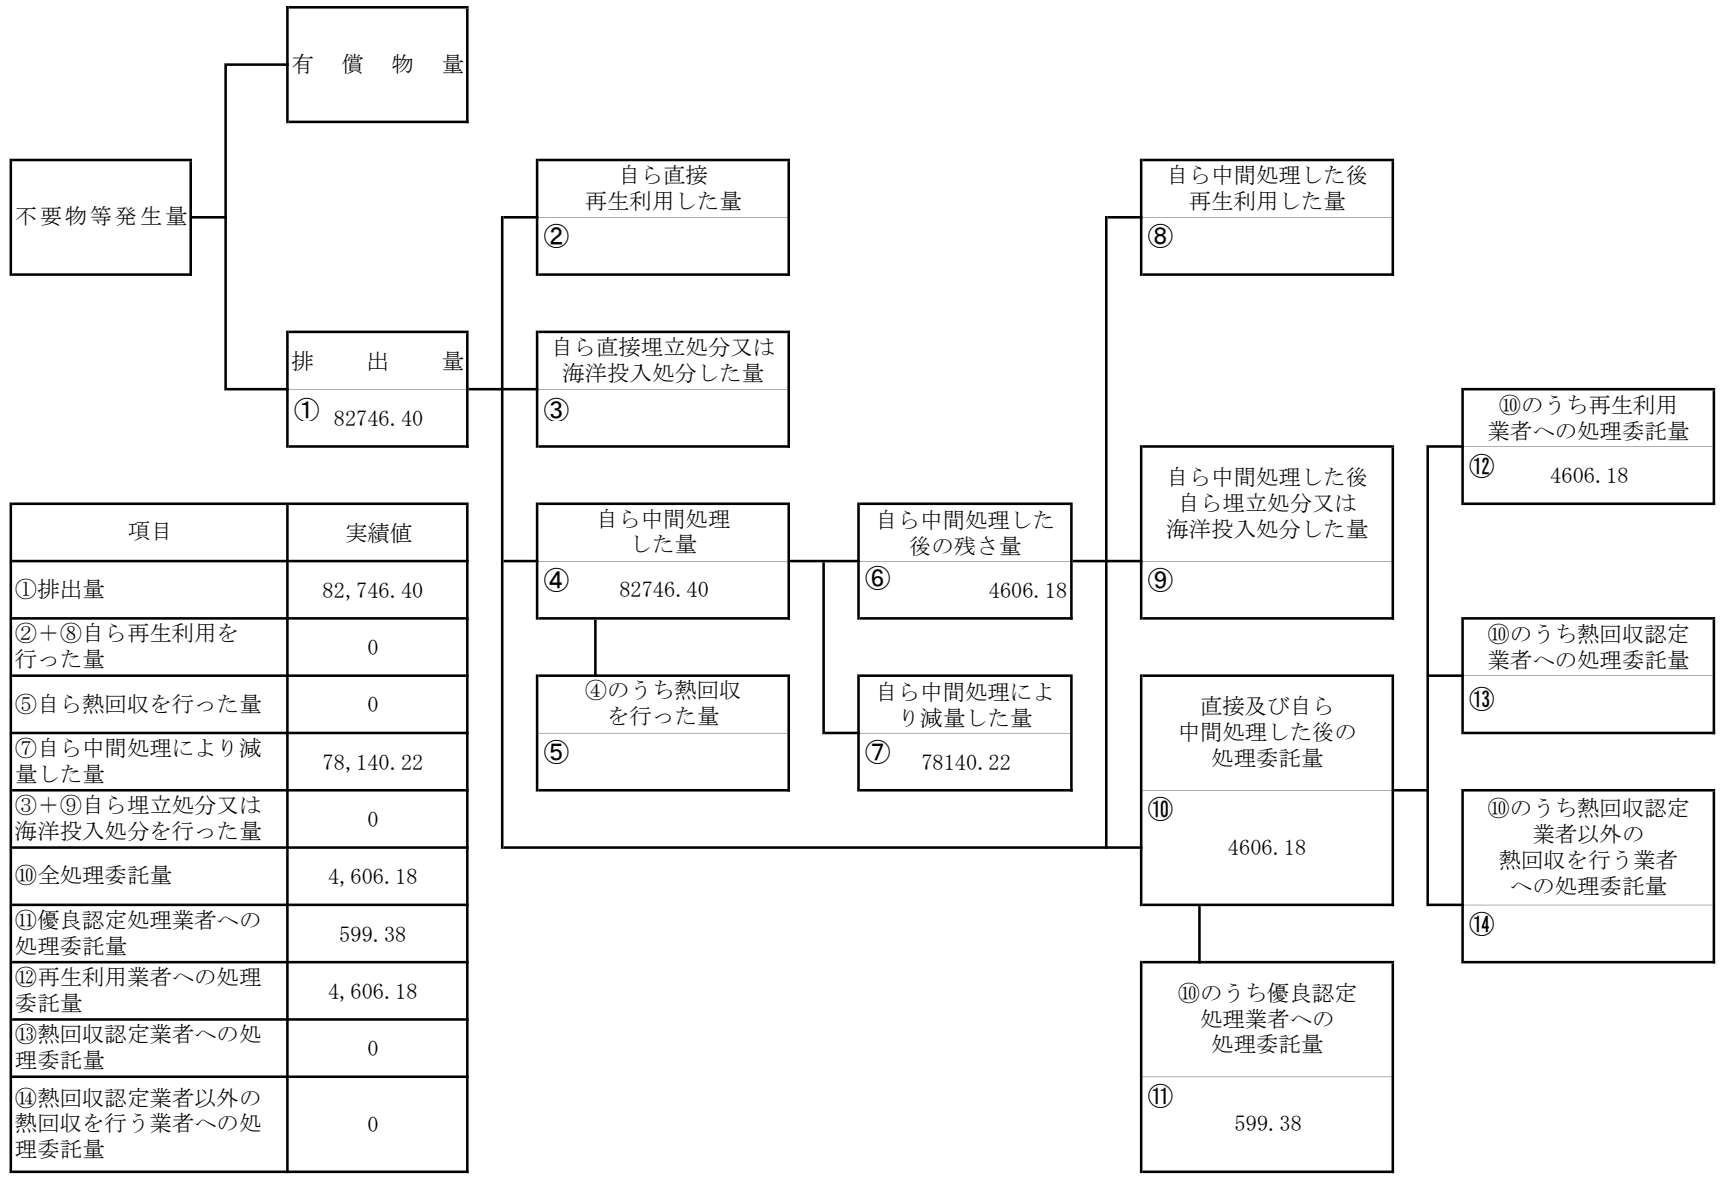 有償物量
不要物等発生量
排出量
① 82746.40
自ら直接
再生利用した量
②
自ら直接埋立処分又は
海洋投入処分した量
③
自ら中間処理
した量
④ 82746.40
④のうち熱回収
を行った量
⑤
自ら中間処理した
後の残さ量
⑥ 4606.18
自ら中間処理によ
り減量した量
⑦ 78140.22
自ら中間処理した後
再生利用した量
⑧
自ら中間処理した後
自ら埋立処分又は
海洋投入処分した量
⑨
直接及び自ら
中間処理した後の
処理委託量
⑩
4606.18
⑩のうち優良認定
処理業者への
処理委託量
⑪
599.38
⑩のうち再生利用
業者への処理委託量
⑫ 4606.18
⑩のうち熱回収認定
業者への処理委託量
⑬
⑩のうち熱回収認定
業者以外の
熱回収を行う業者
への処理委託量
⑭
項目 実績値
①排出量 82,746.40
②＋⑧自ら再生利用を
行った量 0
⑤自ら熱回収を行った量 0
⑦自ら中間処理により減
量した量 78,140.22
③＋⑨自ら埋立処分又は
海洋投入処分を行った量 0
⑩全処理委託量 4,606.18
⑪優良認定処理業者への
処理委託量 599.38
⑫再生利用業者への処理
委託量 4,606.18
⑬熱回収認定業者への処
理委託量 0
⑭熱回収認定業者以外の
熱回収を行う業者への処
理委託量 0